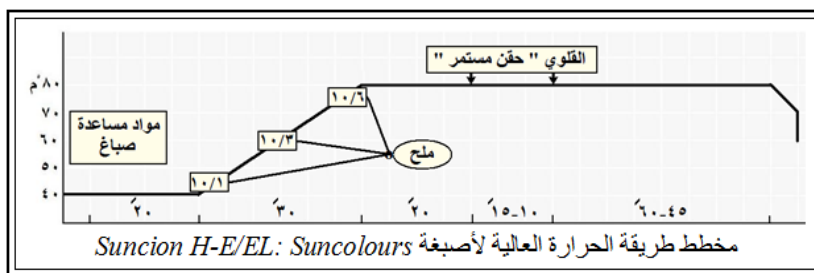 القلوي " حقن مستمر "
٨٠°م
٧٠
٦٠
٥٠
٤٠
مواد مساعدة
صباغ
١٠/٦
١٠/٣
١٠/١
ملح
٢٠َ
٣٠َ
٢٠َ
١٠-١٥َ
٤٥-٦٠َ
مخطط طريقة الحرارة العالية لأصبغة Suncion H-E/EL: Suncolours